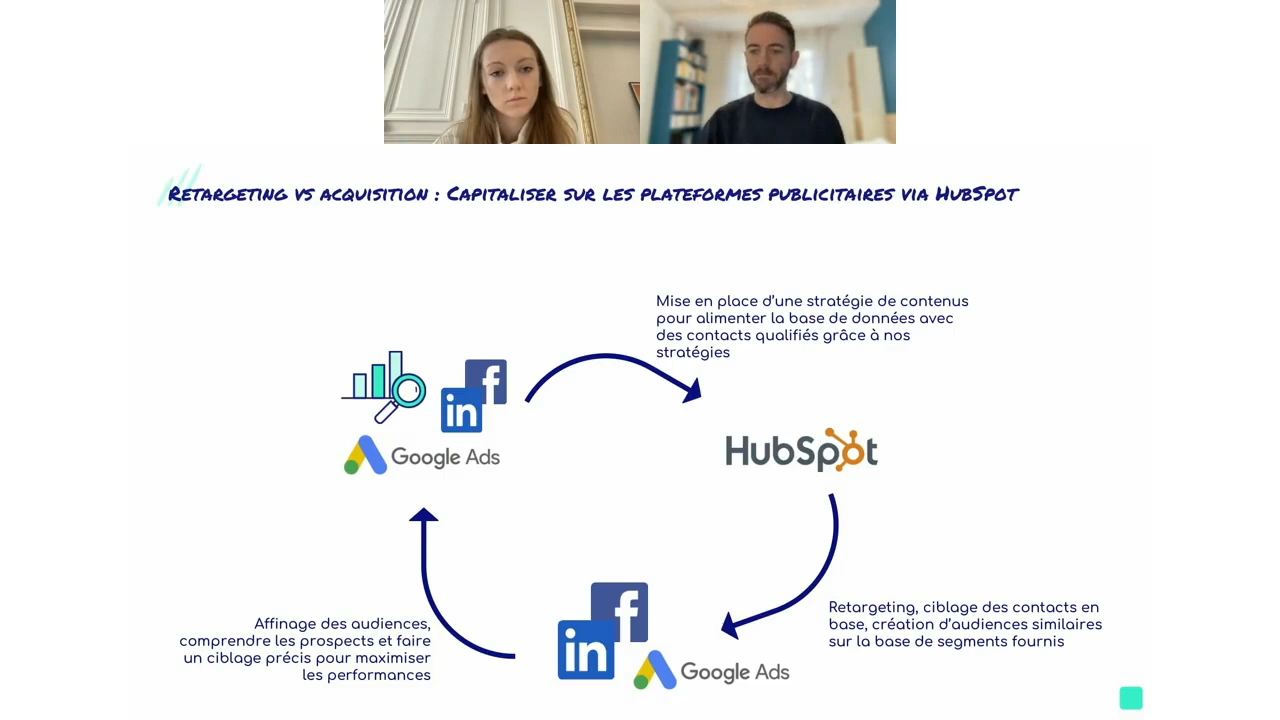 Retargeting vs acquisition : Capitaliser sur les plateformes publicitaires via HubSpot
Mise en place d'une stratégie de contenus
pour alimenter la base de données avec
des contacts qualifiés grâce à nos
stratégies
f
in
Google Ads
HubSpot
f
in
Google Ads
Retargeting, ciblage des contacts en
base, création d'audiences similaires
sur la base de segments fournis
Affinage des audiences,
comprendre les prospects et faire
un ciblage précis pour maximiser
les performances